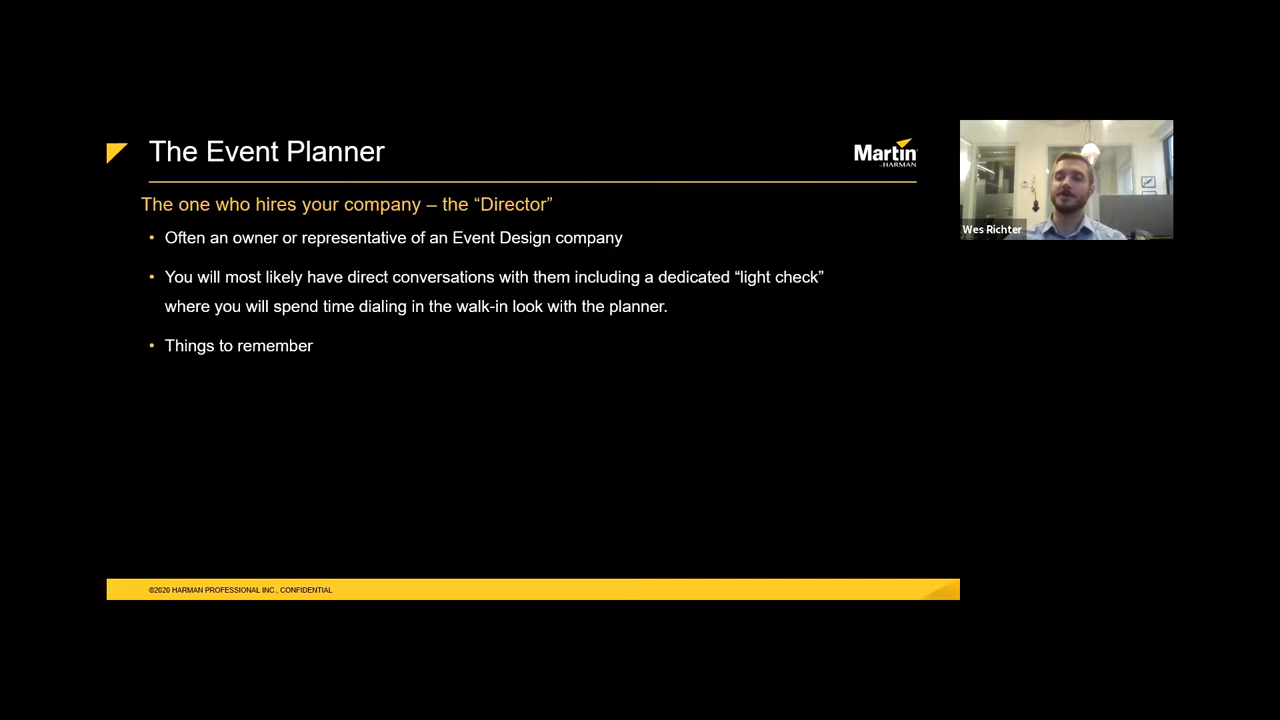 The Event Planner
Martin
by HARMAN
The one who hires your company – the “Director”
• Often an owner or representative of an Event Design company
• You will most likely have direct conversations with them including a dedicated “light check”
where you will spend time dialing in the walk-in look with the planner.
• Things to remember
Wes Richter
©2020 HARMAN PROFESSIONAL INC., CONFIDENTIAL